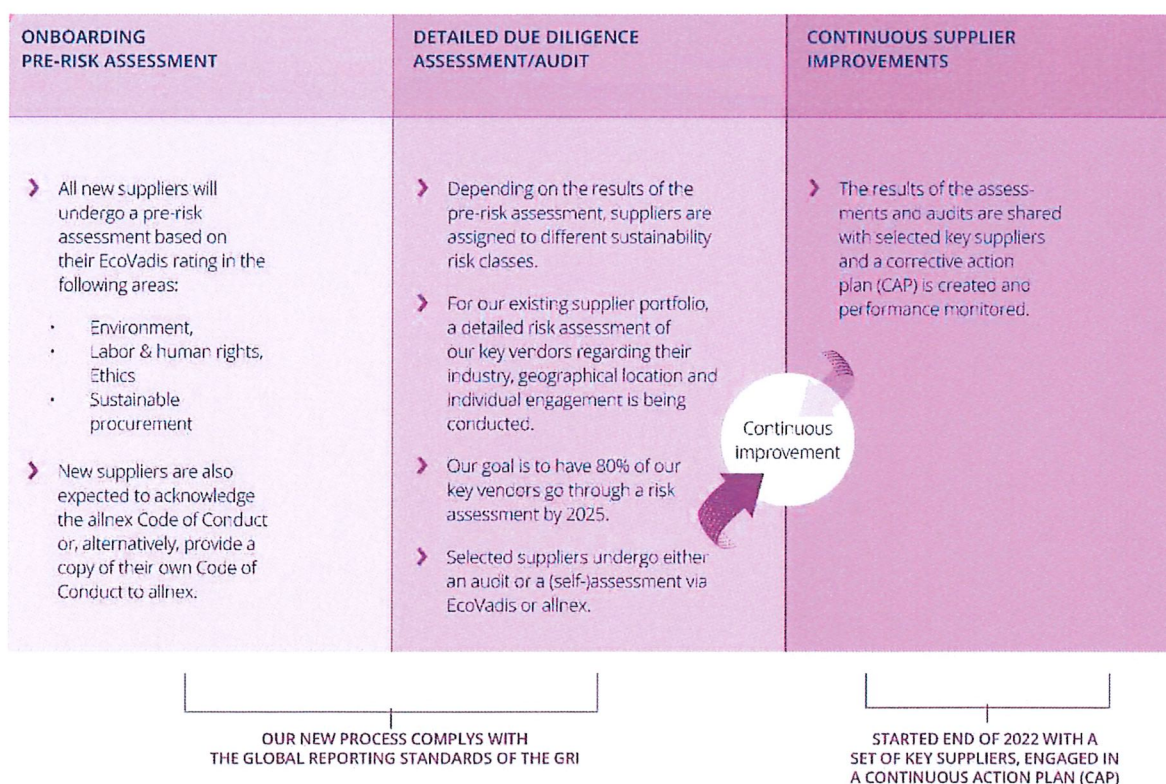 ONBOARDING
PRE-RISK ASSESSMENT
All new suppliers will
undergo a pre-risk
assessment based on
their EcoVadis rating in the
following areas:
Environment,
Labor & human rights,
Ethics
Sustainable
procurement
New suppliers are also
expected to acknowledge
the allnex Code of Conduct
or, alternatively, provide a
copy of their own Code of
Conduct to allnex.
DETAILED DUE DILIGENCE
ASSESSMENT/AUDIT
Depending on the results of the
pre-risk assessment, suppliers are
assigned to different sustainability
risk classes.
For our existing supplier portfolio,
a detailed risk assessment of
our key vendors regarding their
industry, geographical location and
individual engagement is being
conducted.
Our goal is to have 80% of our
key vendors go through a risk
assessment by 2025.
Selected suppliers undergo either
an audit or a (self-)assessment via
EcoVadis or allnex.
CONTINUOUS SUPPLIER
IMPROVEMENTS
The results of the assess-
ments and audits are shared
with selected key suppliers
and a corrective action
plan (CAP) is created and
performance monitored.
Continuous
improvement
OUR NEW PROCESS COMPLYS WITH
THE GLOBAL REPORTING STANDARDS OF THE GRI
STARTED END OF 2022 WITH A
SET OF KEY SUPPLIERS, ENGAGED IN
A CONTINUOUS ACTION PLAN (CAP)